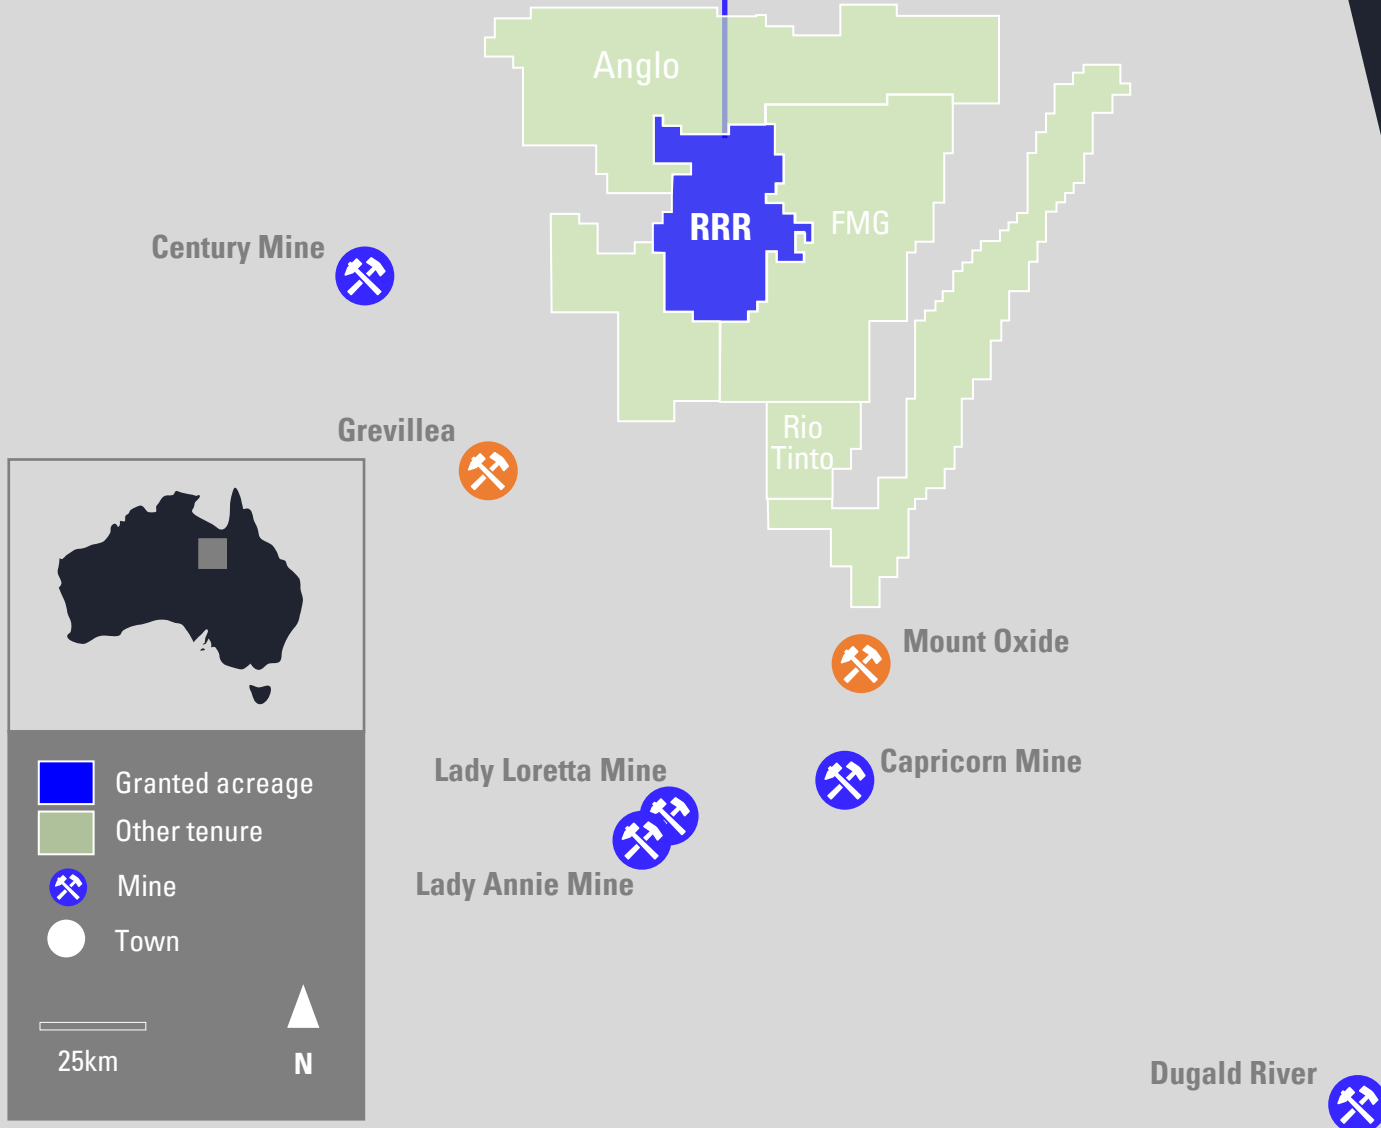 Anglo
RRR
FMG
Century Mine
Grevillea
Rio
Tinto
Mount Oxide
Capricorn Mine
Lady Loretta Mine
Lady Annie Mine
Dugald River
Granted acreage
Other tenure
Mine
Town
25km
N